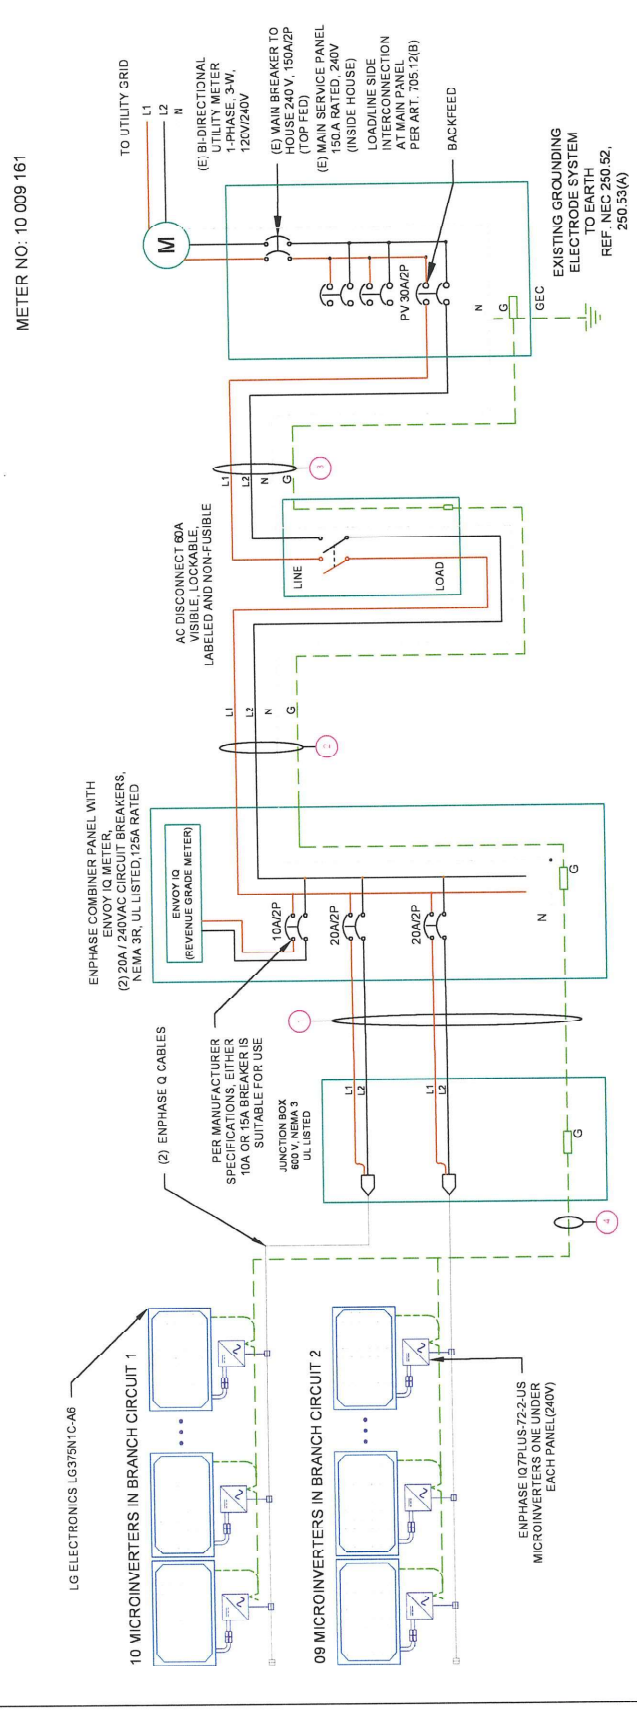 METER NO: 10 009 161
TO UTILITY GRID
L1
L2
N
(E) BI-DIRECTIONAL
UTILITY METER
1-PHASE, 3-W,
120V/240V
M
(E) MAIN BREAKER TO
HOUSE 240 V, 150A/2P
(TOP FED)
(E) MAIN SERVICE PANEL
150.A RATED, 240V
(INSIDE HOUSE)
LOAD/LINE SIDE
INTERCONNECTION
AT MAIN PANEL
PER ART. 705.12(B)
BACKFEED
PV 30A/2P
N
G
GEC
EXISTING GROUNDING
ELECTRODE SYSTEM
TO EARTH
REF. NEC 250.52,
250.53(A)
L1
L2
N
G
3
AC DISCONNECT 60A
VISIBLE, LOCKABLE,
LABELED AND NON-FUSIBLE
LINE
LOAD
L1
L2
N
G
2
ENPHASE COMBINER PANEL WITH
ENVOY IQ METER,
(2) 20A / 240VAC CIRCUIT BREAKERS,
NEMA 3R, UL LISTED,125A RATED
ENVOY IQ
(REVENUE GRADE METER)
10A/2P
20A/2P
20A/2P
N
G
(2) ENPHASE Q CABLES
PER MANUFACTURER
SPECIFICATIONS, EITHER
10A OR 15A BREAKER IS
SUITABLE FOR USE
JUNCTION BOX
600 V, NEMA 3
UL LISTED
L1
L2
L1
L2
G
4
LG ELECTRONICS LG375N1C-A6
10 MICROINVERTERS IN BRANCH CIRCUIT 1
09 MICROINVERTERS IN BRANCH CIRCUIT 2
ENPHASE IQ7PLUS-72-2-US
MICROINVERTERS ONE UNDER
EACH PANEL(240V)